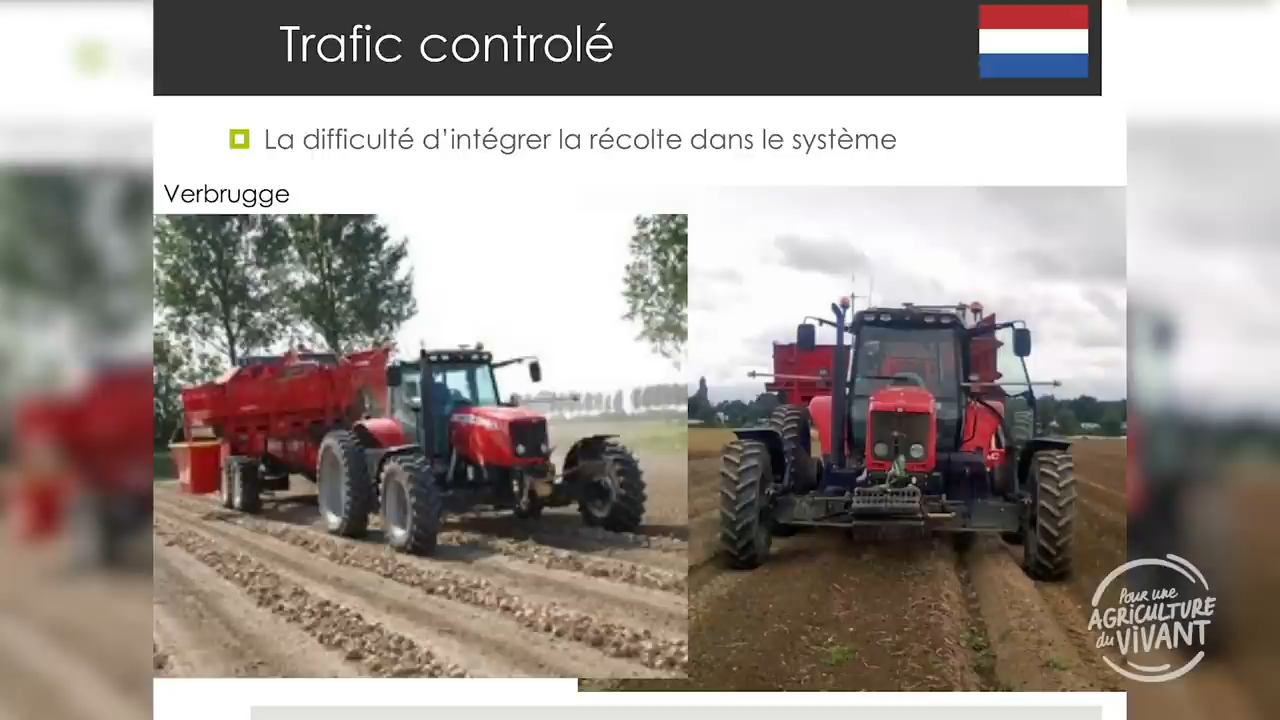 Trafic controlé
La difficulté d'intégrer la récolte dans le système
Verbrugge
Pour une
AGRICULTURE
du VIVANT